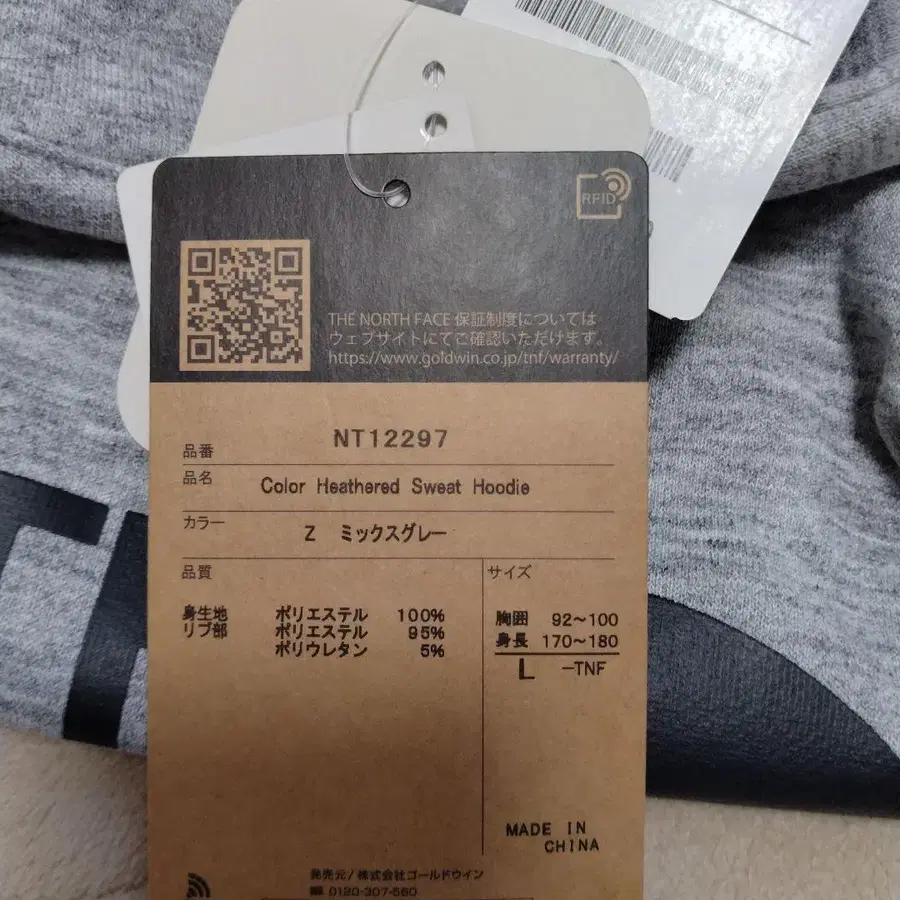 RFID
THE NORTH FACE 保証制度については
ウェブサイトにてご確認いただけます。
https://www.goldwin.co.jp/tnf/warranty/
品番 NT12297
品名 Color Heathered Sweat Hoodie
カラー Z ミックスグレー
品質
身生地 ポリエステル 100%
リブ部 ポリエステル 95%
ポリウレタン 5%
サイズ
胸囲 92～100
身長 170～180
L -TNF
MADE IN
CHINA
発売元/株式会社ゴールドウイン
0120-307-560